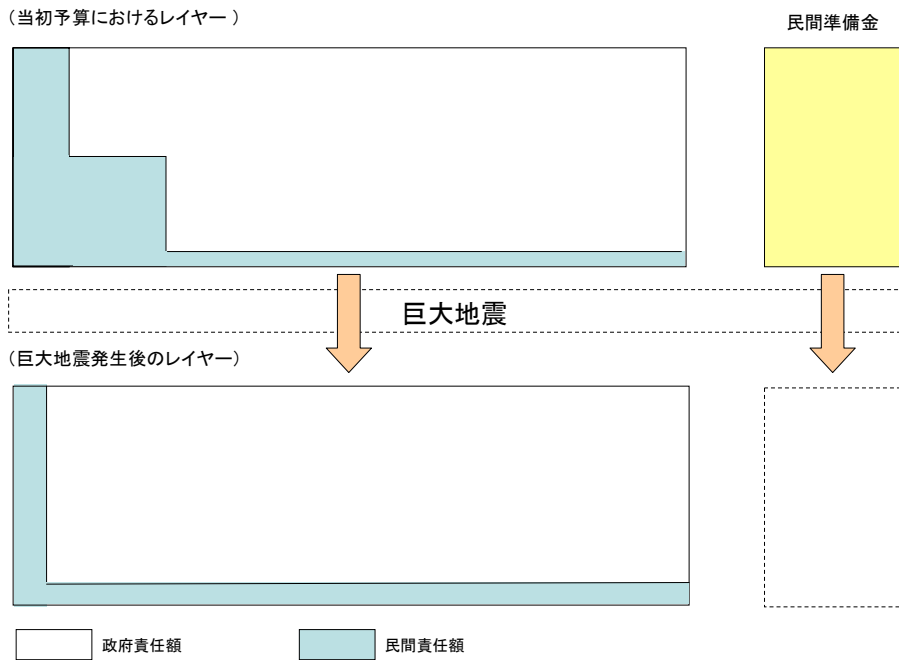 (当初予算におけるレイヤー )
民間準備金
巨大地震
(巨大地震発生後のレイヤー)
政府責任額
民間責任額